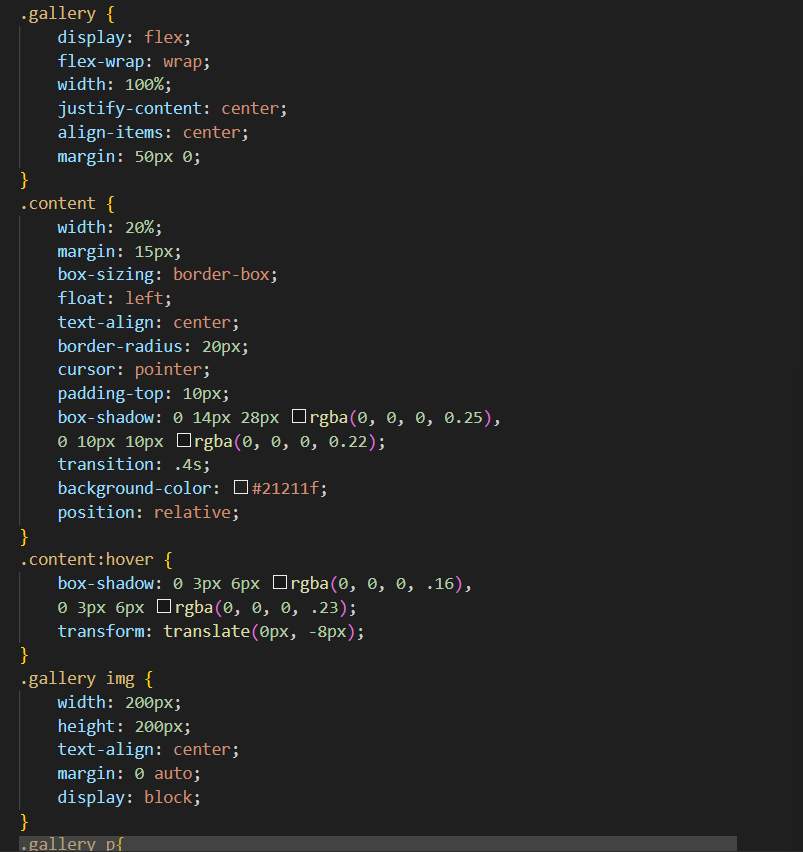 .gallery {
display: flex;
flex-wrap: wrap;
width: 100%;
justify-content: center;
align-items: center;
margin: 50px 0;
}
.content {
width: 20%;
margin: 15px;
box-sizing: border-box;
float: left;
text-align: center;
border-radius: 20px;
cursor: pointer;
padding-top: 10px;
box-shadow: 0 14px 28px rgba(0, 0, 0, 0.25),
0 10px 10px rgba(0, 0, 0, 0.22);
transition: .4s;
background-color: #21211f;
position: relative;
}
.content:hover {
box-shadow: 0 3px 6px rgba(0, 0, 0, .16),
0 3px 6px rgba(0, 0, 0, .23);
transform: translate(0px, -8px);
}
.gallery img {
width: 200px;
height: 200px;
text-align: center;
margin: 0 auto;
display: block;
}
.gallery p{